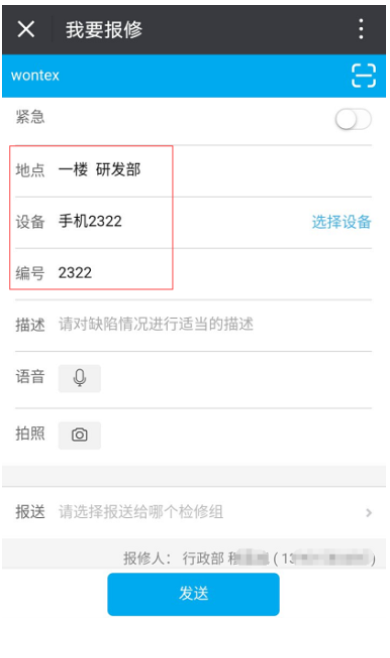 我要报修
wontex
紧急
地点 一楼 研发部
设备 手机2322 选择设备
编号 2322
描述 请对缺陷情况进行适当的描述
语音
拍照
报送 请选择报送给哪个检修组
报修人： 行政部 (13 )
发送